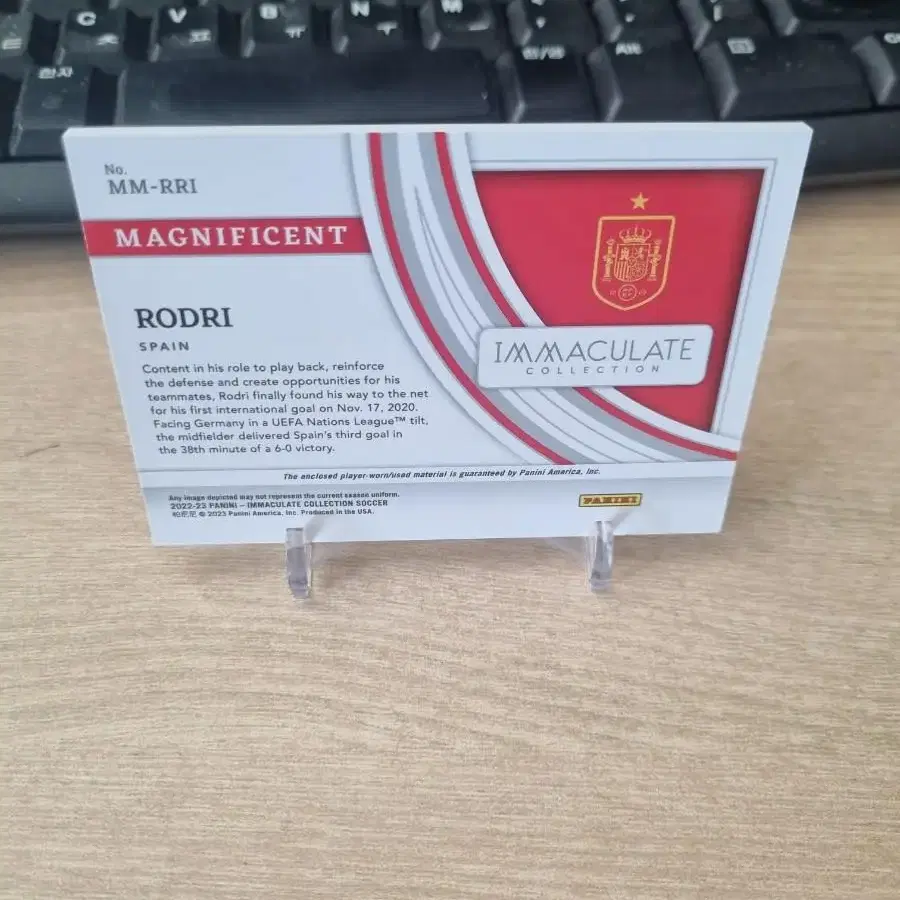 C V B N M
ㅊ ㅍ ㅠ ㅜ
한자
한/영
Alt
No.
MM-RRI
MAGNIFICENT
RODRI
SPAIN
Content in his role to play back, reinforce
the defense and create opportunities for his
teammates, Rodri finally found his way to the net
for his first international goal on Nov. 17, 2020.
Facing Germany in a UEFA Nations League™ tilt,
the midfielder delivered Spain's third goal in
the 38th minute of a 6-0 victory.
IMMACULATE
COLLECTION
The enclosed player-worn/used material is guaranteed by Panini America, Inc.
Any image depicted may not represent the current season uniform.
2022-23 PANINI – IMMACULATE COLLECTION SOCCER
© 2023 Panini America, Inc. Produced in the USA.
PANINI